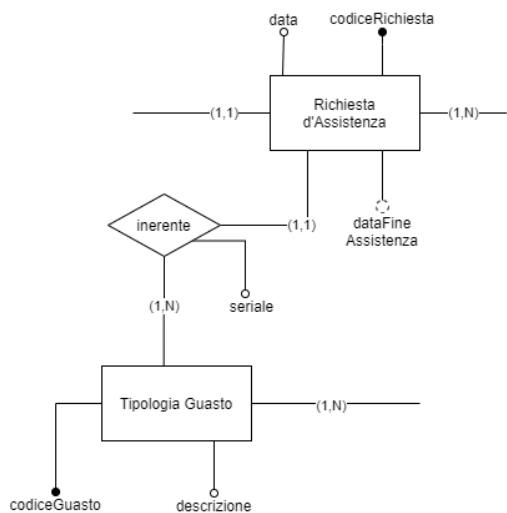 data
codiceRichiesta
(1,1)
Richiesta
d'Assistenza
(1,N)
inerente
(1,1)
dataFine
Assistenza
(1,N)
seriale
Tipologia Guasto
(1,N)
codiceGuasto
descrizione